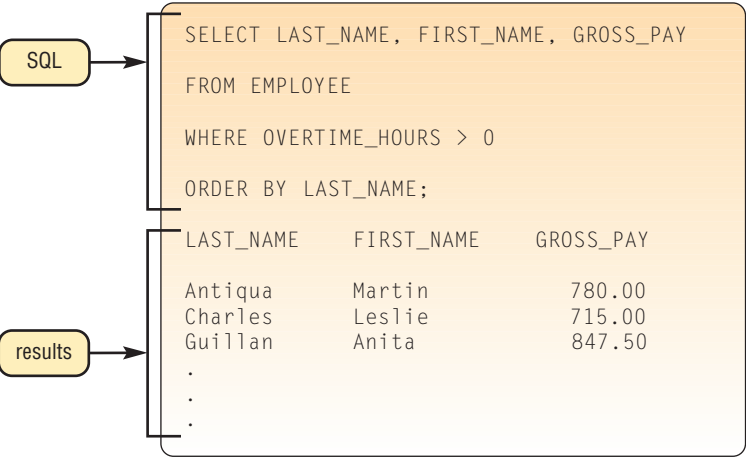 SQL
SELECT LAST_NAME, FIRST_NAME, GROSS_PAY
FROM EMPLOYEE
WHERE OVERTIME_HOURS > 0
ORDER BY LAST_NAME;
results
LAST_NAME FIRST_NAME GROSS_PAY
Antiqua Martin 780.00
Charles Leslie 715.00
Guillan Anita 847.50
.
.
.